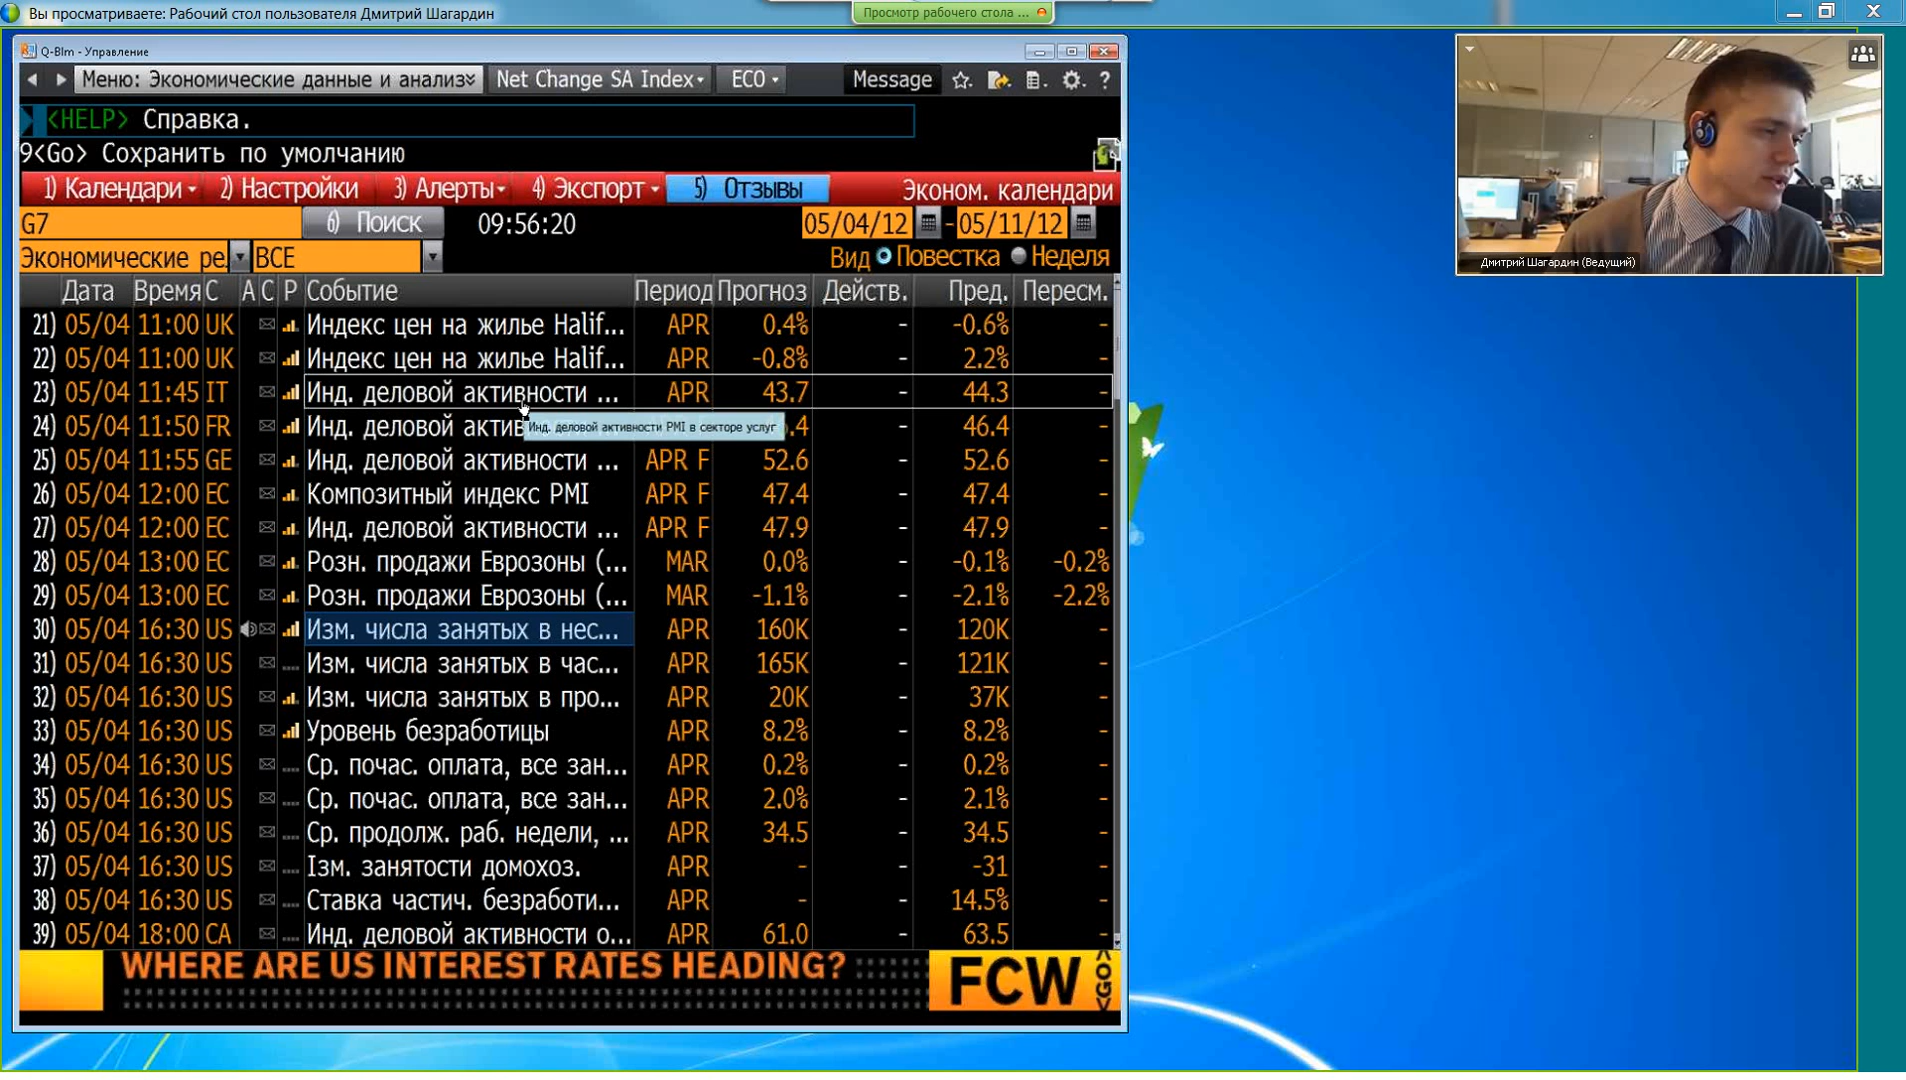 Вы просматриваете: Рабочий стол пользователя Дмитрий Шагардин
Просмотр рабочего стола ...
Q-Blm - Управление
Меню: Экономические данные и анализ Net Change SA Index ECO Message ?
<HELP> Справка.
9<Go> Сохранить по умолчанию
1) Календари 2) Настройки 3) Алерты 4) Экспорт 5) Отзывы Эконом. календари
G7 6) Поиск 09:56:20 05/04/12 - 05/11/12
Экономические ре ВСЕ Вид Повестка Неделя
Дата Время С А С Р Событие Период Прогноз Действ. Пред. Пересм.
21) 05/04 11:00 UK Индекс цен на жилье Halif... APR 0.4% - -0.6% -
22) 05/04 11:00 UK Индекс цен на жилье Halif... APR -0.8% - 2.2% -
23) 05/04 11:45 IT Инд. деловой активности ... APR 43.7 - 44.3 -
24) 05/04 11:50 FR Инд. деловой актив .4 - 46.4 -
Инд. деловой активности PMI в секторе услуг
25) 05/04 11:55 GE Инд. деловой активности ... APR F 52.6 - 52.6 -
26) 05/04 12:00 EC Композитный индекс PMI APR F 47.4 - 47.4 -
27) 05/04 12:00 EC Инд. деловой активности ... APR F 47.9 - 47.9 -
28) 05/04 13:00 EC Розн. продажи Еврозоны (... MAR 0.0% - -0.1% -0.2%
29) 05/04 13:00 EC Розн. продажи Еврозоны (... MAR -1.1% - -2.1% -2.2%
30) 05/04 16:30 US Изм. числа занятых в нес... APR 160K - 120K -
31) 05/04 16:30 US Изм. числа занятых в час... APR 165K - 121K -
32) 05/04 16:30 US Изм. числа занятых в про... APR 20K - 37K -
33) 05/04 16:30 US Уровень безработицы APR 8.2% - 8.2% -
34) 05/04 16:30 US Ср. почас. оплата, все зан... APR 0.2% - 0.2% -
35) 05/04 16:30 US Ср. почас. оплата, все зан... APR 2.0% - 2.1% -
36) 05/04 16:30 US Ср. продолж. раб. недели, ... APR 34.5 - 34.5 -
37) 05/04 16:30 US Iзм. занятости домохоз. APR - - -31 -
38) 05/04 16:30 US Ставка частич. безработи... APR - - 14.5% -
39) 05/04 18:00 CA Инд. деловой активности о... APR 61.0 - 63.5 -
WHERE ARE US INTEREST RATES HEADING? FCW <GO>
Дмитрий Шагардин (Ведущий)